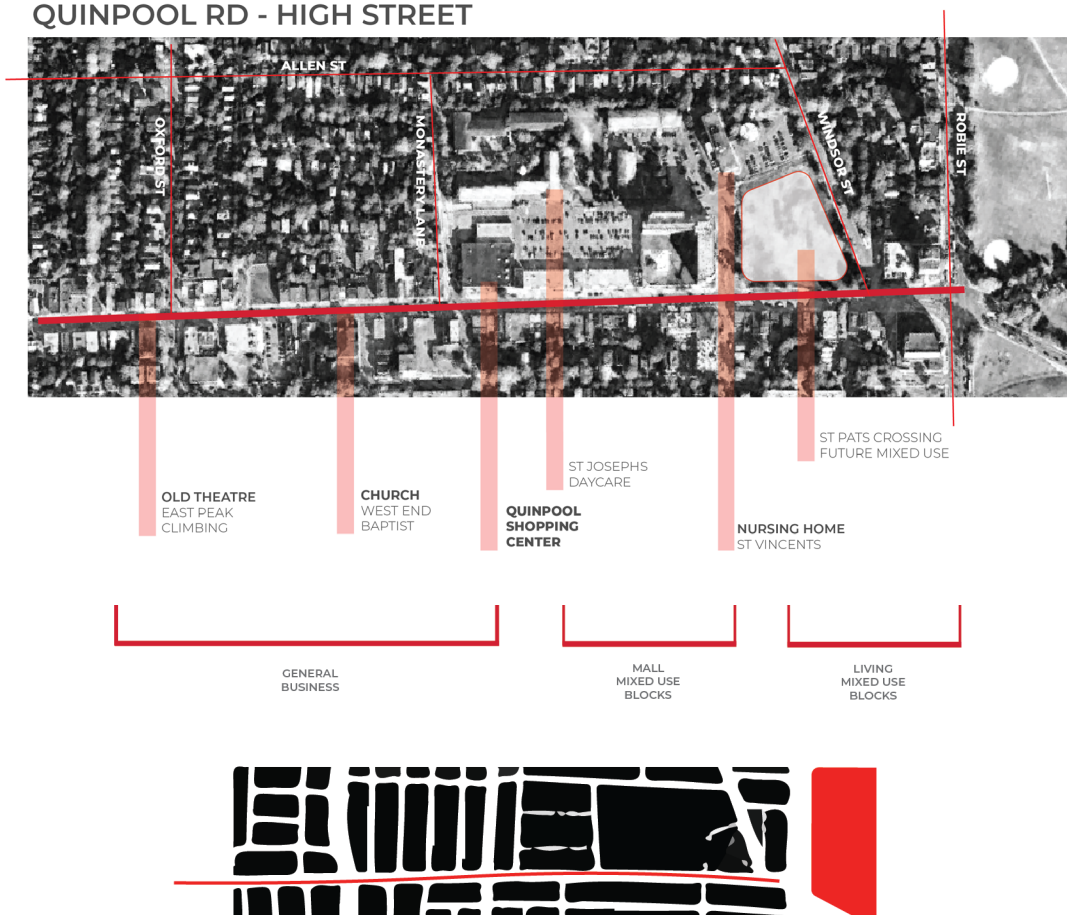 QUINPOOL RD - HIGH STREET
ALLEN ST
OXFORD ST
MONASTERY LANE
WINDSOR ST
ROBIE ST
ST PATS CROSSING
FUTURE MIXED USE
ST JOSEPHS
DAYCARE
OLD THEATRE
EAST PEAK
CLIMBING
CHURCH
WEST END
BAPTIST
QUINPOOL
SHOPPING
CENTER
NURSING HOME
ST VINCENTS
GENERAL
BUSINESS
MALL
MIXED USE
BLOCKS
LIVING
MIXED USE
BLOCKS